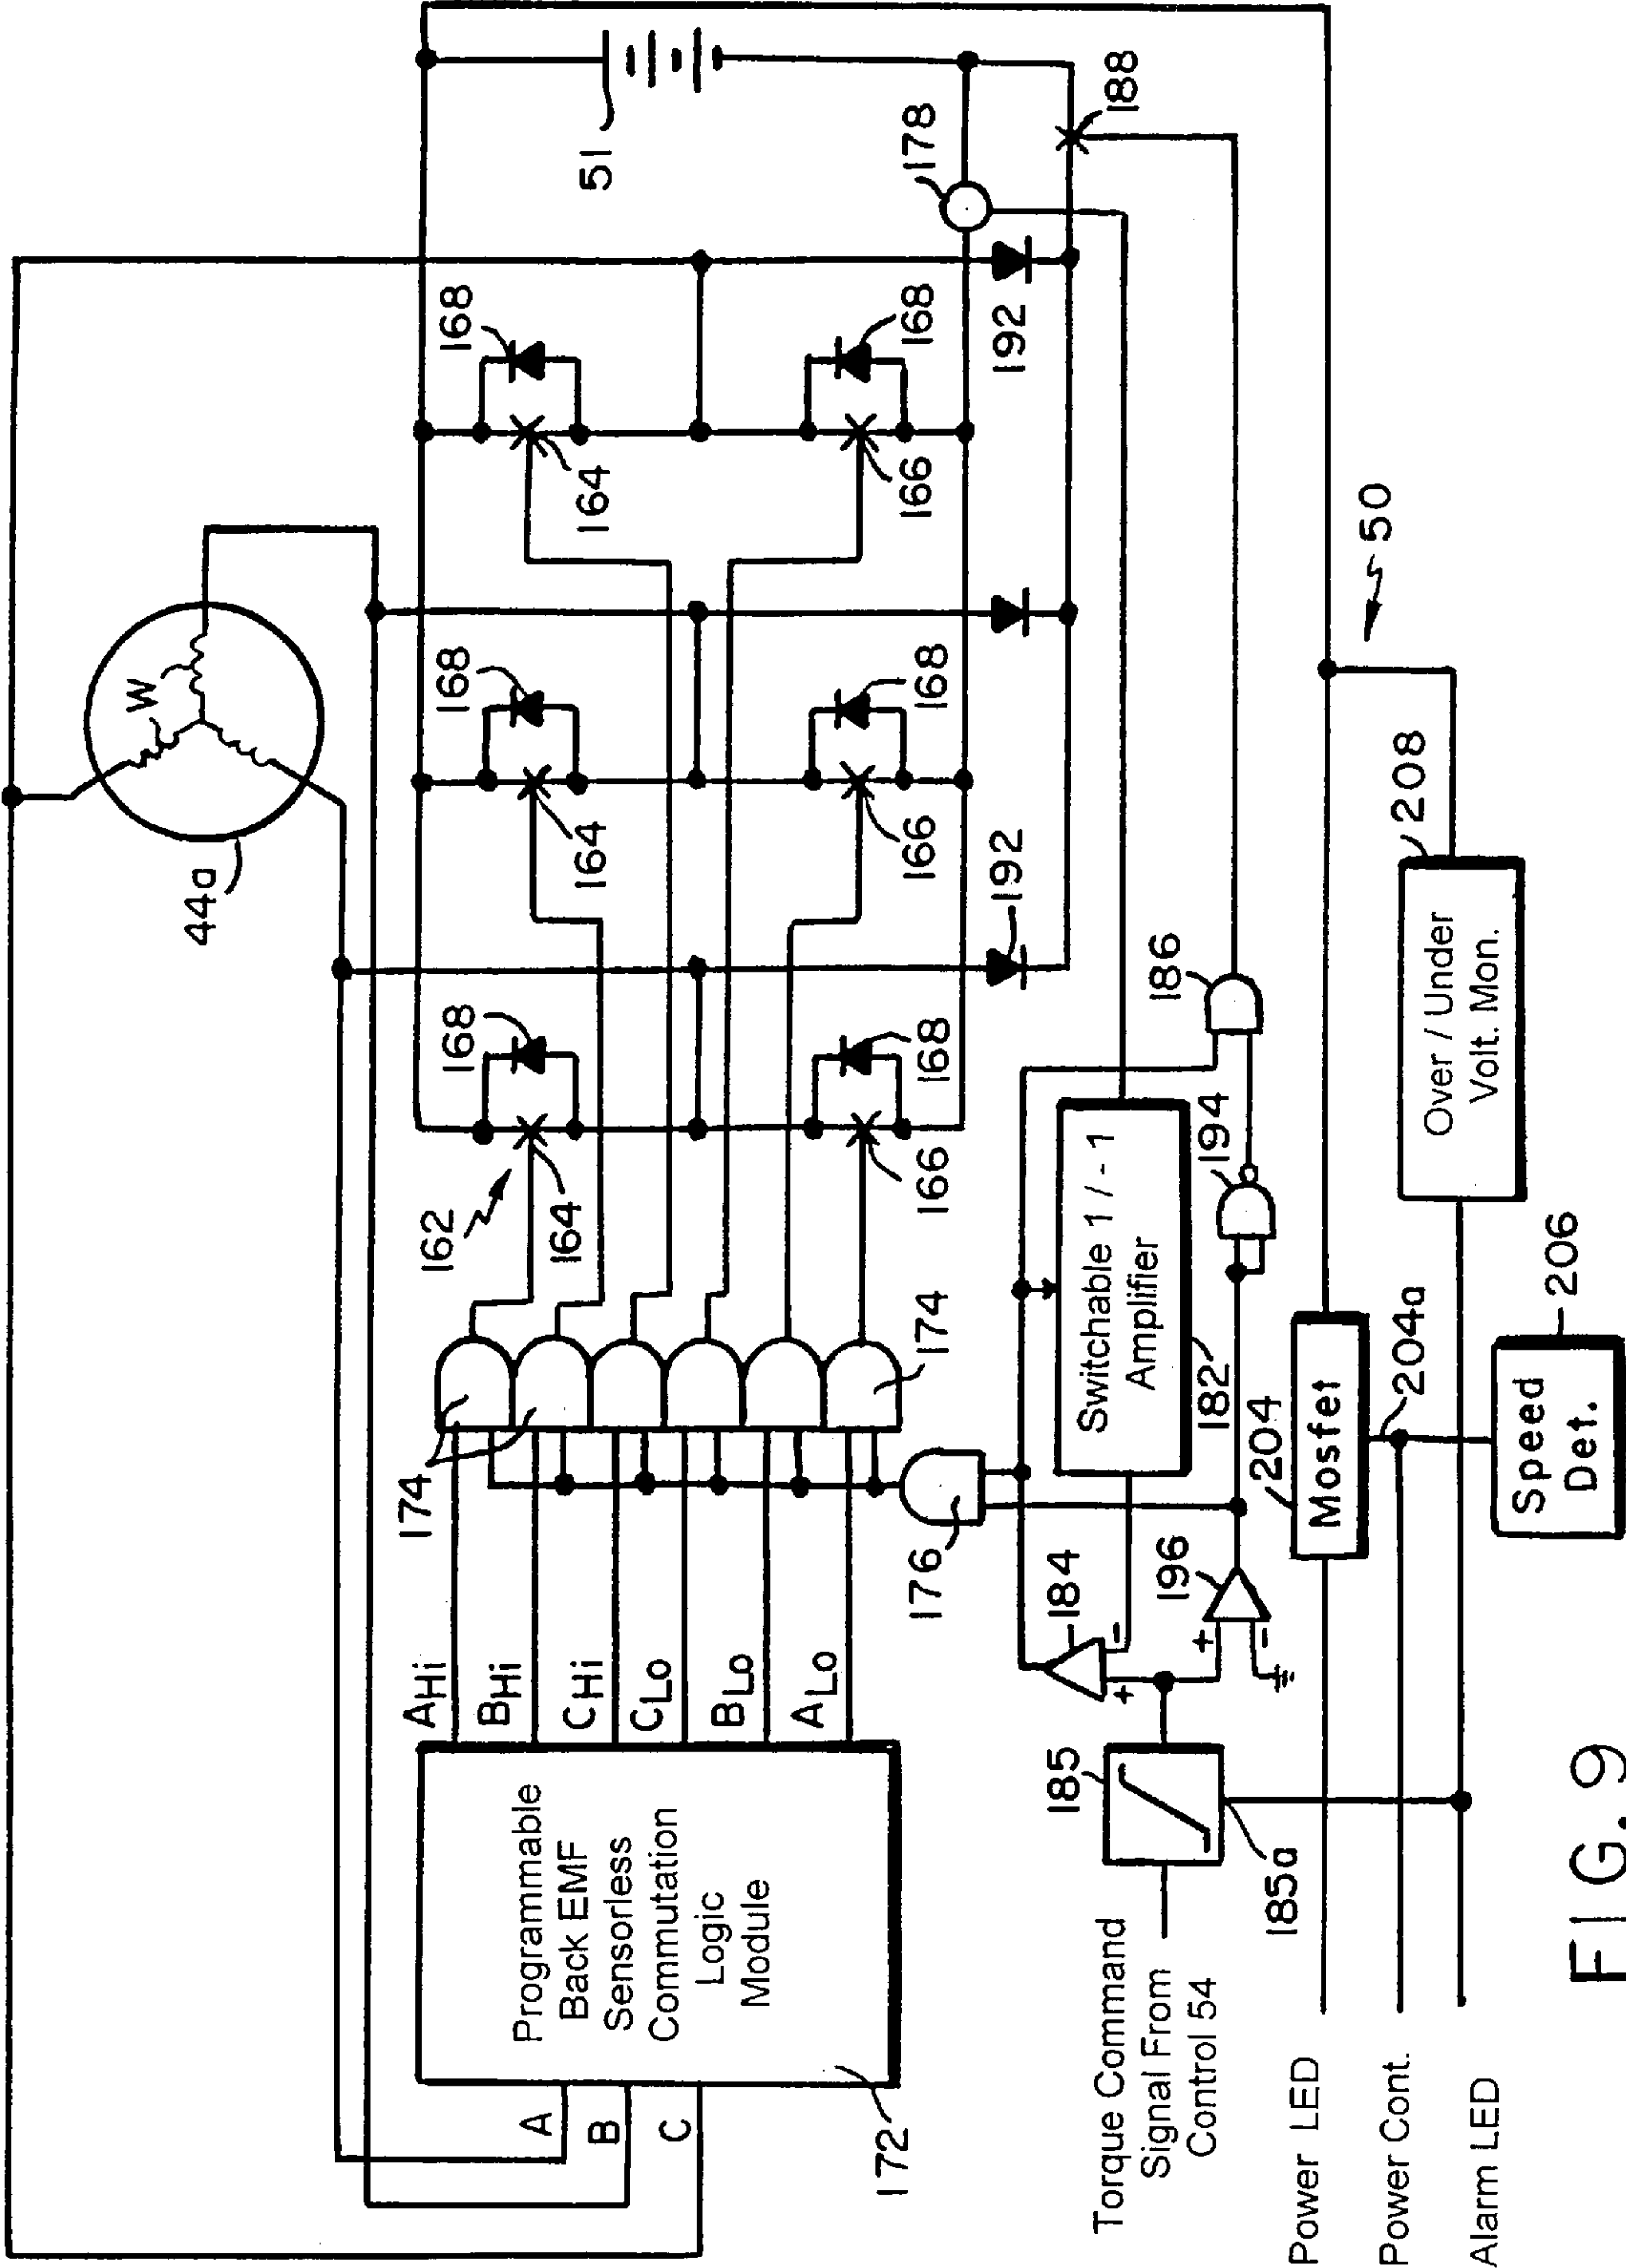 44a
W
W
51
168
168
168
162
164
164
164
168
168
168
166
166
166
178
192
192
188
A
B
C
Programmable
Back EMF
Sensorless
Commutation
Logic
Module
172
AHi
BHi
CHi
CLo
BLo
ALo
174
174
176
Switchable 1 / - 1
Amplifier
182
184
+
-
185
185a
186
194
196
+
-
Torque Command
Signal From
Control 54
204
Mosfet
204a
Speed
Det.
206
Over / Under
Volt. Mon.
208
50
Power LED
Power Cont.
Alarm LED
FIG. 9